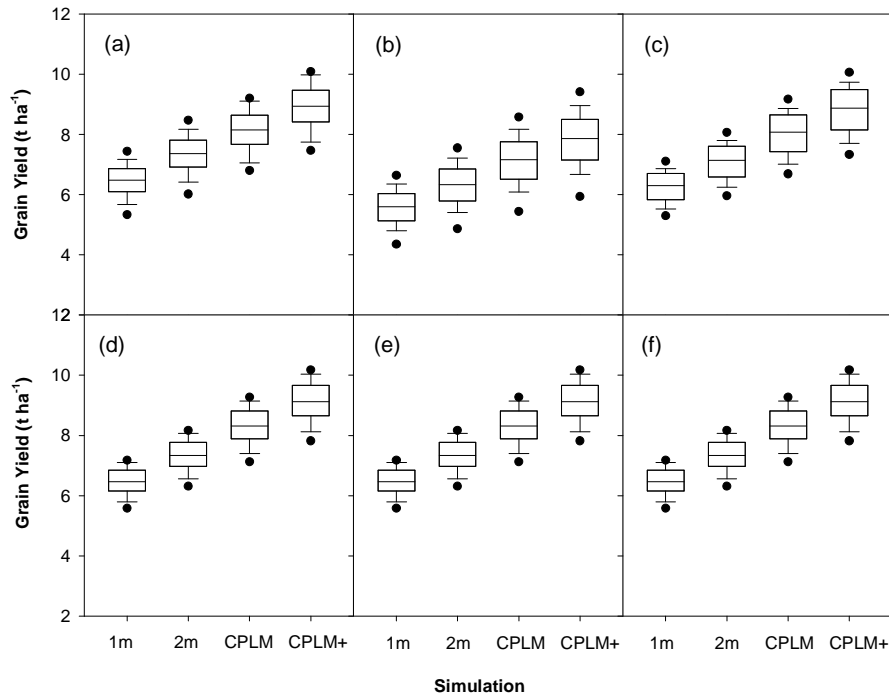 12
(a)
(b)
(c)
10
8
6
4
Grain Yield (t ha⁻¹)
12
(d)
(e)
(f)
10
8
6
4
2
Grain Yield (t ha⁻¹)
1m 2m CPLM CPLM+ 1m 2m CPLM CPLM+ 1m 2m CPLM CPLM+
Simulation